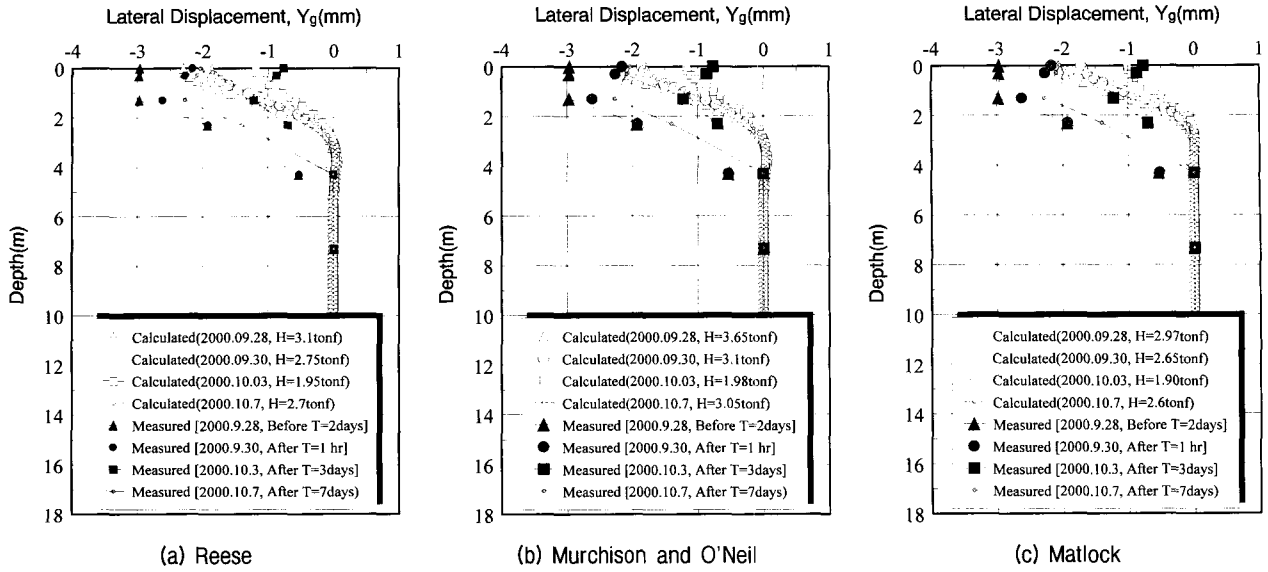 Lateral Displacement, Yg(mm)
-4 -3 -2 -1 0 1
0
2
4
6
8
10
12
14
16
18
Depth(m)
Calculated(2000.09.28, H=3.1tonf)
Calculated(2000.09.30, H=2.75tonf)
Calculated(2000.10.03, H=1.95tonf)
Calculated(2000.10.7, H=2.7tonf)
Measured [2000.9.28, Before T=2days]
Measured [2000.9.30, After T=1 hr]
Measured [2000.10.3, After T=3days]
Measured [2000.10.7, After T=7days)
(a) Reese
Lateral Displacement, Yg(mm)
-4 -3 -2 -1 0 1
0
2
4
6
8
10
12
14
16
18
Depth(m)
Calculated(2000.09.28, H=3.65tonf)
Calculated(2000.09.30, H=3.1tonf)
Calculated(2000.10.03, H=1.98tonf)
Calculated(2000.10.7, H=3.05tonf)
Measured [2000.9.28, Before T=2days]
Measured [2000.9.30, After T=1 hr]
Measured [2000.10.3, After T=3days]
Measured [2000.10.7, After T=7days)
(b) Murchison and O'Neil
Lateral Displacement, Yg(mm)
-4 -3 -2 -1 0 1
0
2
4
6
8
10
12
14
16
18
Depth(m)
Calculated(2000.09.28, H=2.97tonf)
Calculated(2000.09.30, H=2.65tonf)
Calculated(2000.10.03, H=1.90tonf)
Calculated(2000.10.7, H=2.6tonf)
Measured [2000.9.28, Before T=2days]
Measured [2000.9.30, After T=1 hr]
Measured [2000.10.3, After T=3days]
Measured [2000.10.7, After T=7days)
(c) Matlock